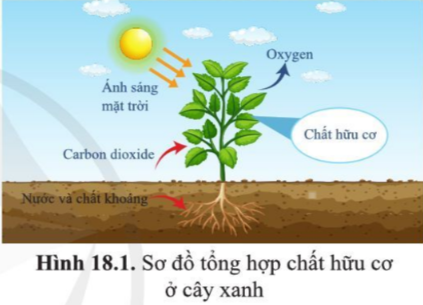 Ánh sáng
mặt trời
Oxygen
Chất hữu cơ
Carbon dioxide
Nước và chất khoáng
Hình 18.1. Sơ đồ tổng hợp chất hữu cơ
ở cây xanh